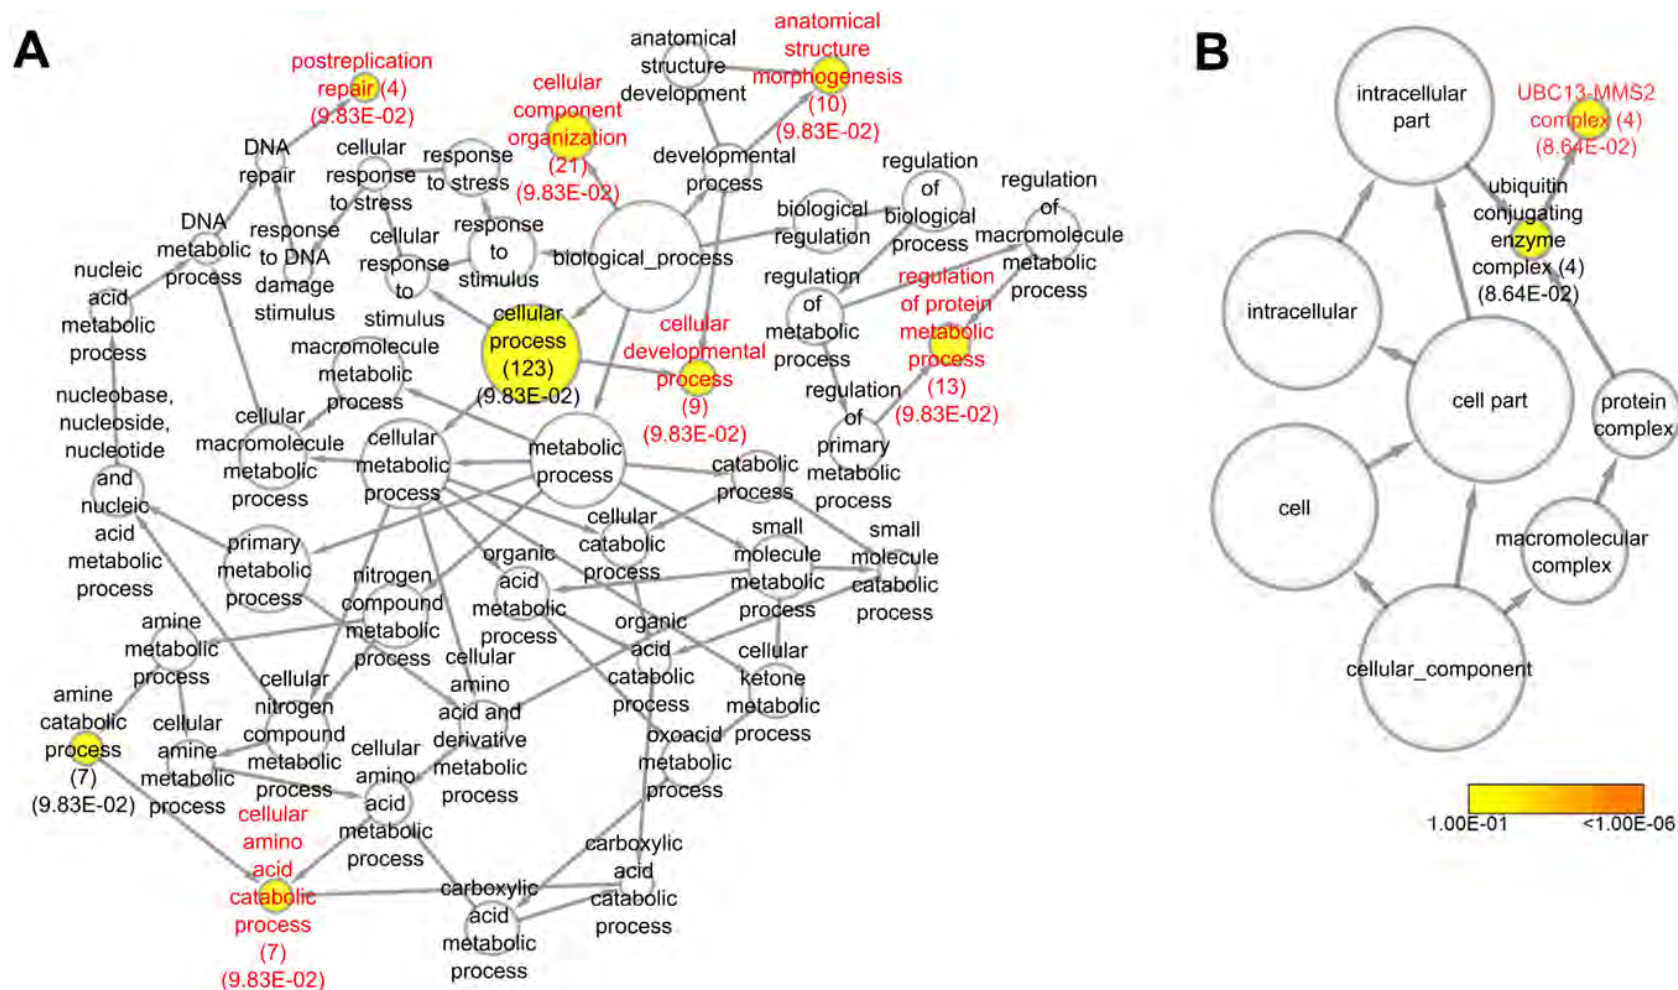 A
postreplication
repair (4)
(9.83E-02)
cellular
component
organization
(21)
(9.83E-02)
anatomical
structure
development
anatomical
structure
morphogenesis
(10)
(9.83E-02)
DNA
repair
cellular
response
to stress
response
to stress
developmental
process
regulation
of
biological
process
regulation
of
macromolecule
metabolic
process
DNA
metabolic
process
response
to DNA
damage
stimulus
cellular
response
to
stimulus
response
to
stimulus
biological_process
biological
regulation
nucleic
acid
metabolic
process
macromolecule
metabolic
process
cellular
process
(123)
(9.83E-02)
cellular
developmental
process
(9)
(9.83E-02)
regulation
of
metabolic
process
regulation
of protein
metabolic
process
(13)
(9.83E-02)
regulation
of
primary
metabolic
process
nucleobase,
nucleoside,
nucleotide
and
nucleic
acid
metabolic
process
cellular
macromolecule
metabolic
process
cellular
metabolic
process
metabolic
process
catabolic
process
primary
metabolic
process
nitrogen
compound
metabolic
process
organic
acid
metabolic
process
cellular
catabolic
process
small
molecule
metabolic
process
small
molecule
catabolic
process
amine
metabolic
process
organic
acid
catabolic
process
cellular
ketone
metabolic
process
amine
catabolic
process
(7)
(9.83E-02)
cellular
amine
metabolic
process
cellular
nitrogen
compound
metabolic
process
cellular
amino
acid and
derivative
metabolic
process
oxoacid
metabolic
process
cellular
amino
acid
metabolic
process
cellular
amino
acid
catabolic
process
(7)
(9.83E-02)
carboxylic
acid
metabolic
process
carboxylic
acid
catabolic
process
B
intracellular
part
UBC13-MMS2
complex (4)
(8.64E-02)
ubiquitin
conjugating
enzyme
complex (4)
(8.64E-02)
intracellular
cell part
protein
complex
cell
macromolecular
complex
cellular_component
1.00E-01
<1.00E-06